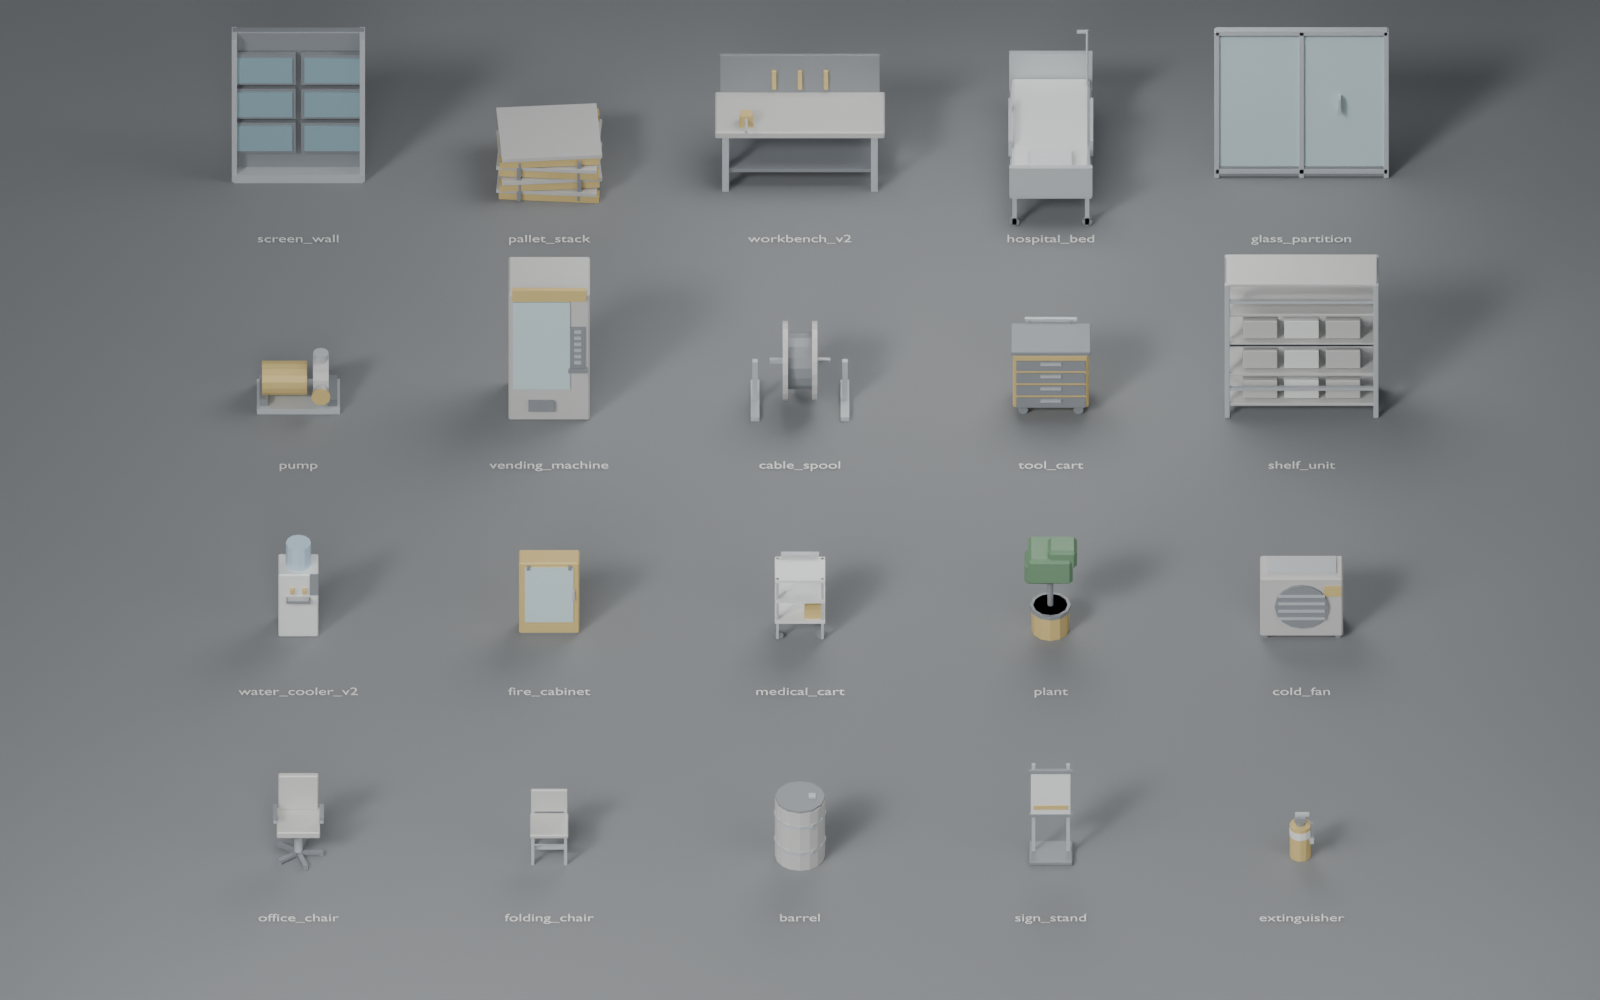 screen_wall
pallet_stack
workbench_v2
hospital_bed
glass_partition
pump
vending_machine
cable_spool
tool_cart
shelf_unit
water_cooler_v2
fire_cabinet
medical_cart
plant
cold_fan
office_chair
folding_chair
barrel
sign_stand
extinguisher